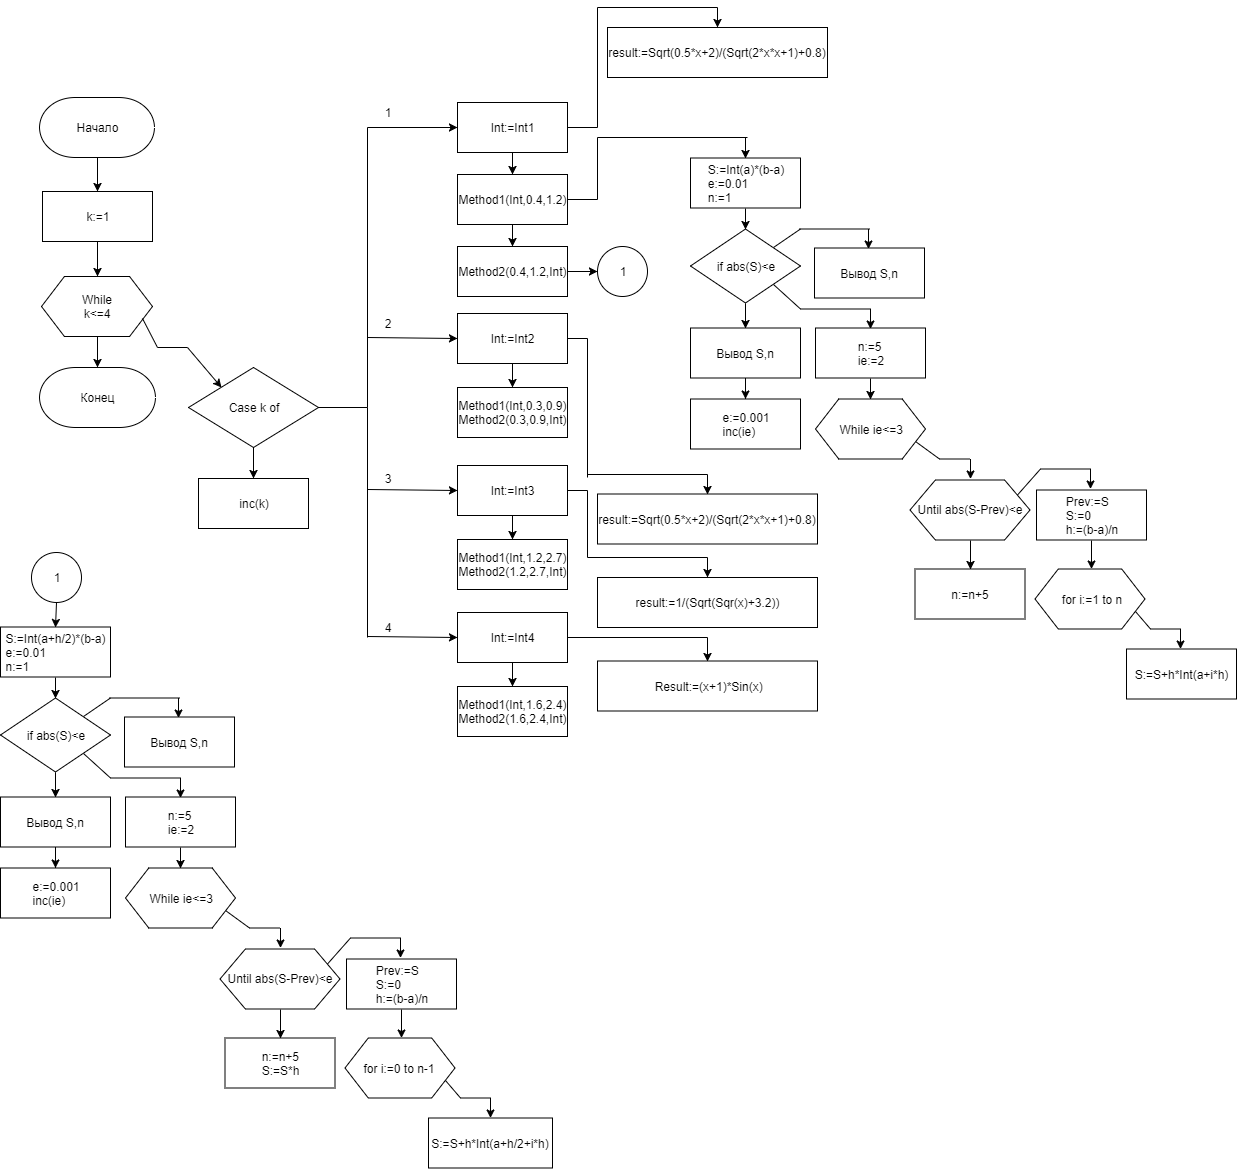 Начало
k:=1
While
k<=4
Конец
Case k of
inc(k)
1
Int:=Int1
result:=Sqrt(0.5*x+2)/(Sqrt(2*x*x+1)+0.8)
Method1(Int,0.4,1.2)
Method2(0.4,1.2,Int)
1
2
Int:=Int2
Method1(Int,0.3,0.9)
Method2(0.3,0.9,Int)
result:=Sqrt(0.5*x+2)/(Sqrt(2*x*x+1)+0.8)
3
Int:=Int3
Method1(Int,1.2,2.7)
Method2(1.2,2.7,Int)
result:=1/(Sqrt(Sqr(x)+3.2))
4
Int:=Int4
Method1(Int,1.6,2.4)
Method2(1.6,2.4,Int)
Result:=(x+1)*Sin(x)
S:=Int(a)*(b-a)
e:=0.01
n:=1
if abs(S)<e
Вывод S,n
Вывод S,n
e:=0.001
inc(ie)
n:=5
ie:=2
While ie<=3
Until abs(S-Prev)<e
n:=n+5
Prev:=S
S:=0
h:=(b-a)/n
for i:=1 to n
S:=S+h*Int(a+i*h)
1
S:=Int(a+h/2)*(b-a)
e:=0.01
n:=1
if abs(S)<e
Вывод S,n
Вывод S,n
e:=0.001
inc(ie)
n:=5
ie:=2
While ie<=3
Until abs(S-Prev)<e
n:=n+5
S:=S*h
Prev:=S
S:=0
h:=(b-a)/n
for i:=0 to n-1
S:=S+h*Int(a+h/2+i*h)